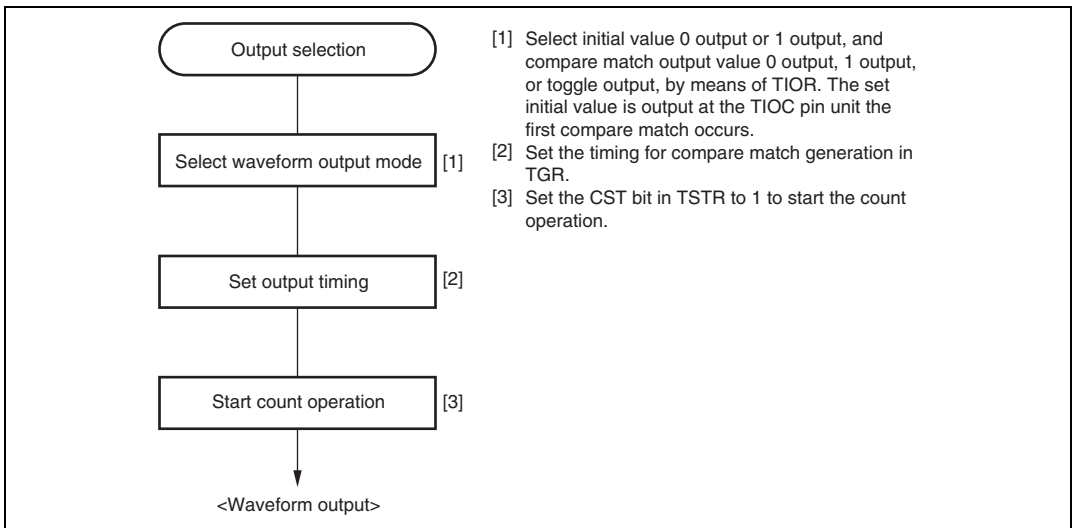 Output selection
Select waveform output mode [1]
Set output timing [2]
Start count operation [3]
<Waveform output>
[1] Select initial value 0 output or 1 output, and
compare match output value 0 output, 1 output,
or toggle output, by means of TIOR. The set
initial value is output at the TIOC pin unit the
first compare match occurs.
[2] Set the timing for compare match generation in
TGR.
[3] Set the CST bit in TSTR to 1 to start the count
operation.